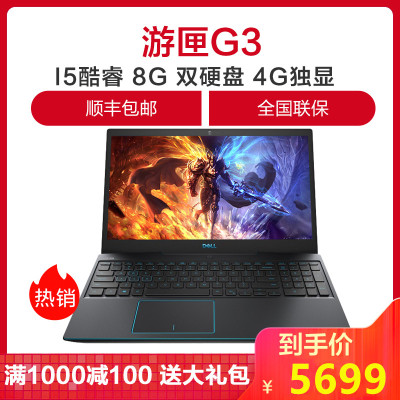 游匣G3
I5酷睿 8G 双硬盘 4G独显
顺丰包邮 全国联保
DELL
热销
到手价
满1000减100 送大礼包
¥5699